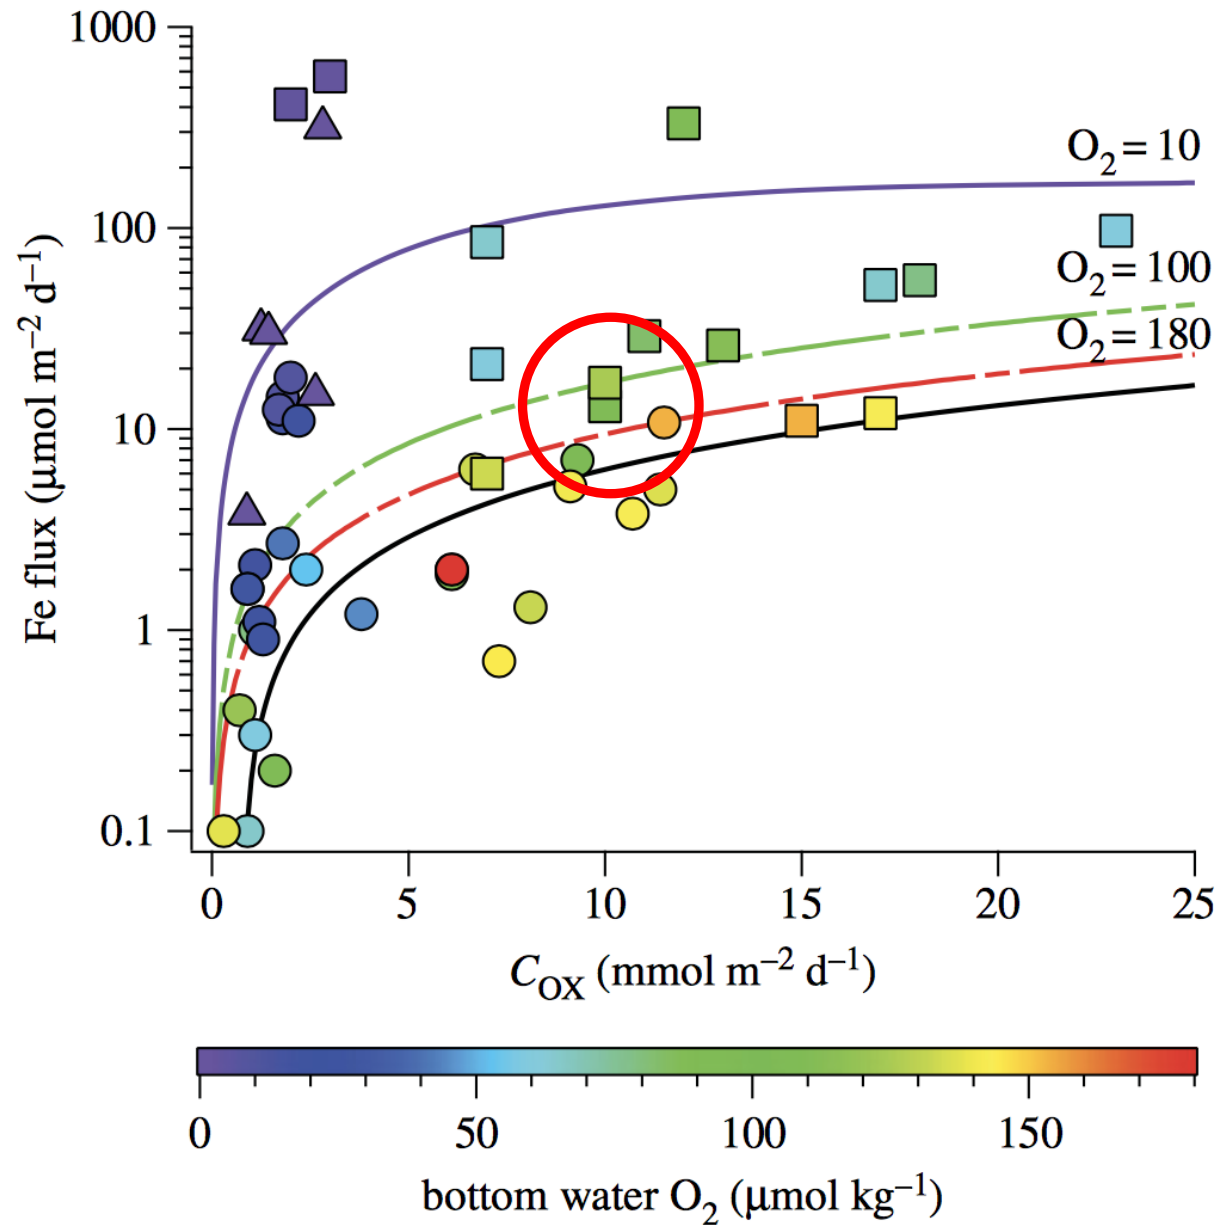 1000
100
10
1
0.1
Fe flux (μmol m⁻² d⁻¹)
O₂ = 10
O₂ = 100
O₂ = 180
0 5 10 15 20 25
C_OX (mmol m⁻² d⁻¹)
0 50 100 150
bottom water O₂ (μmol kg⁻¹)